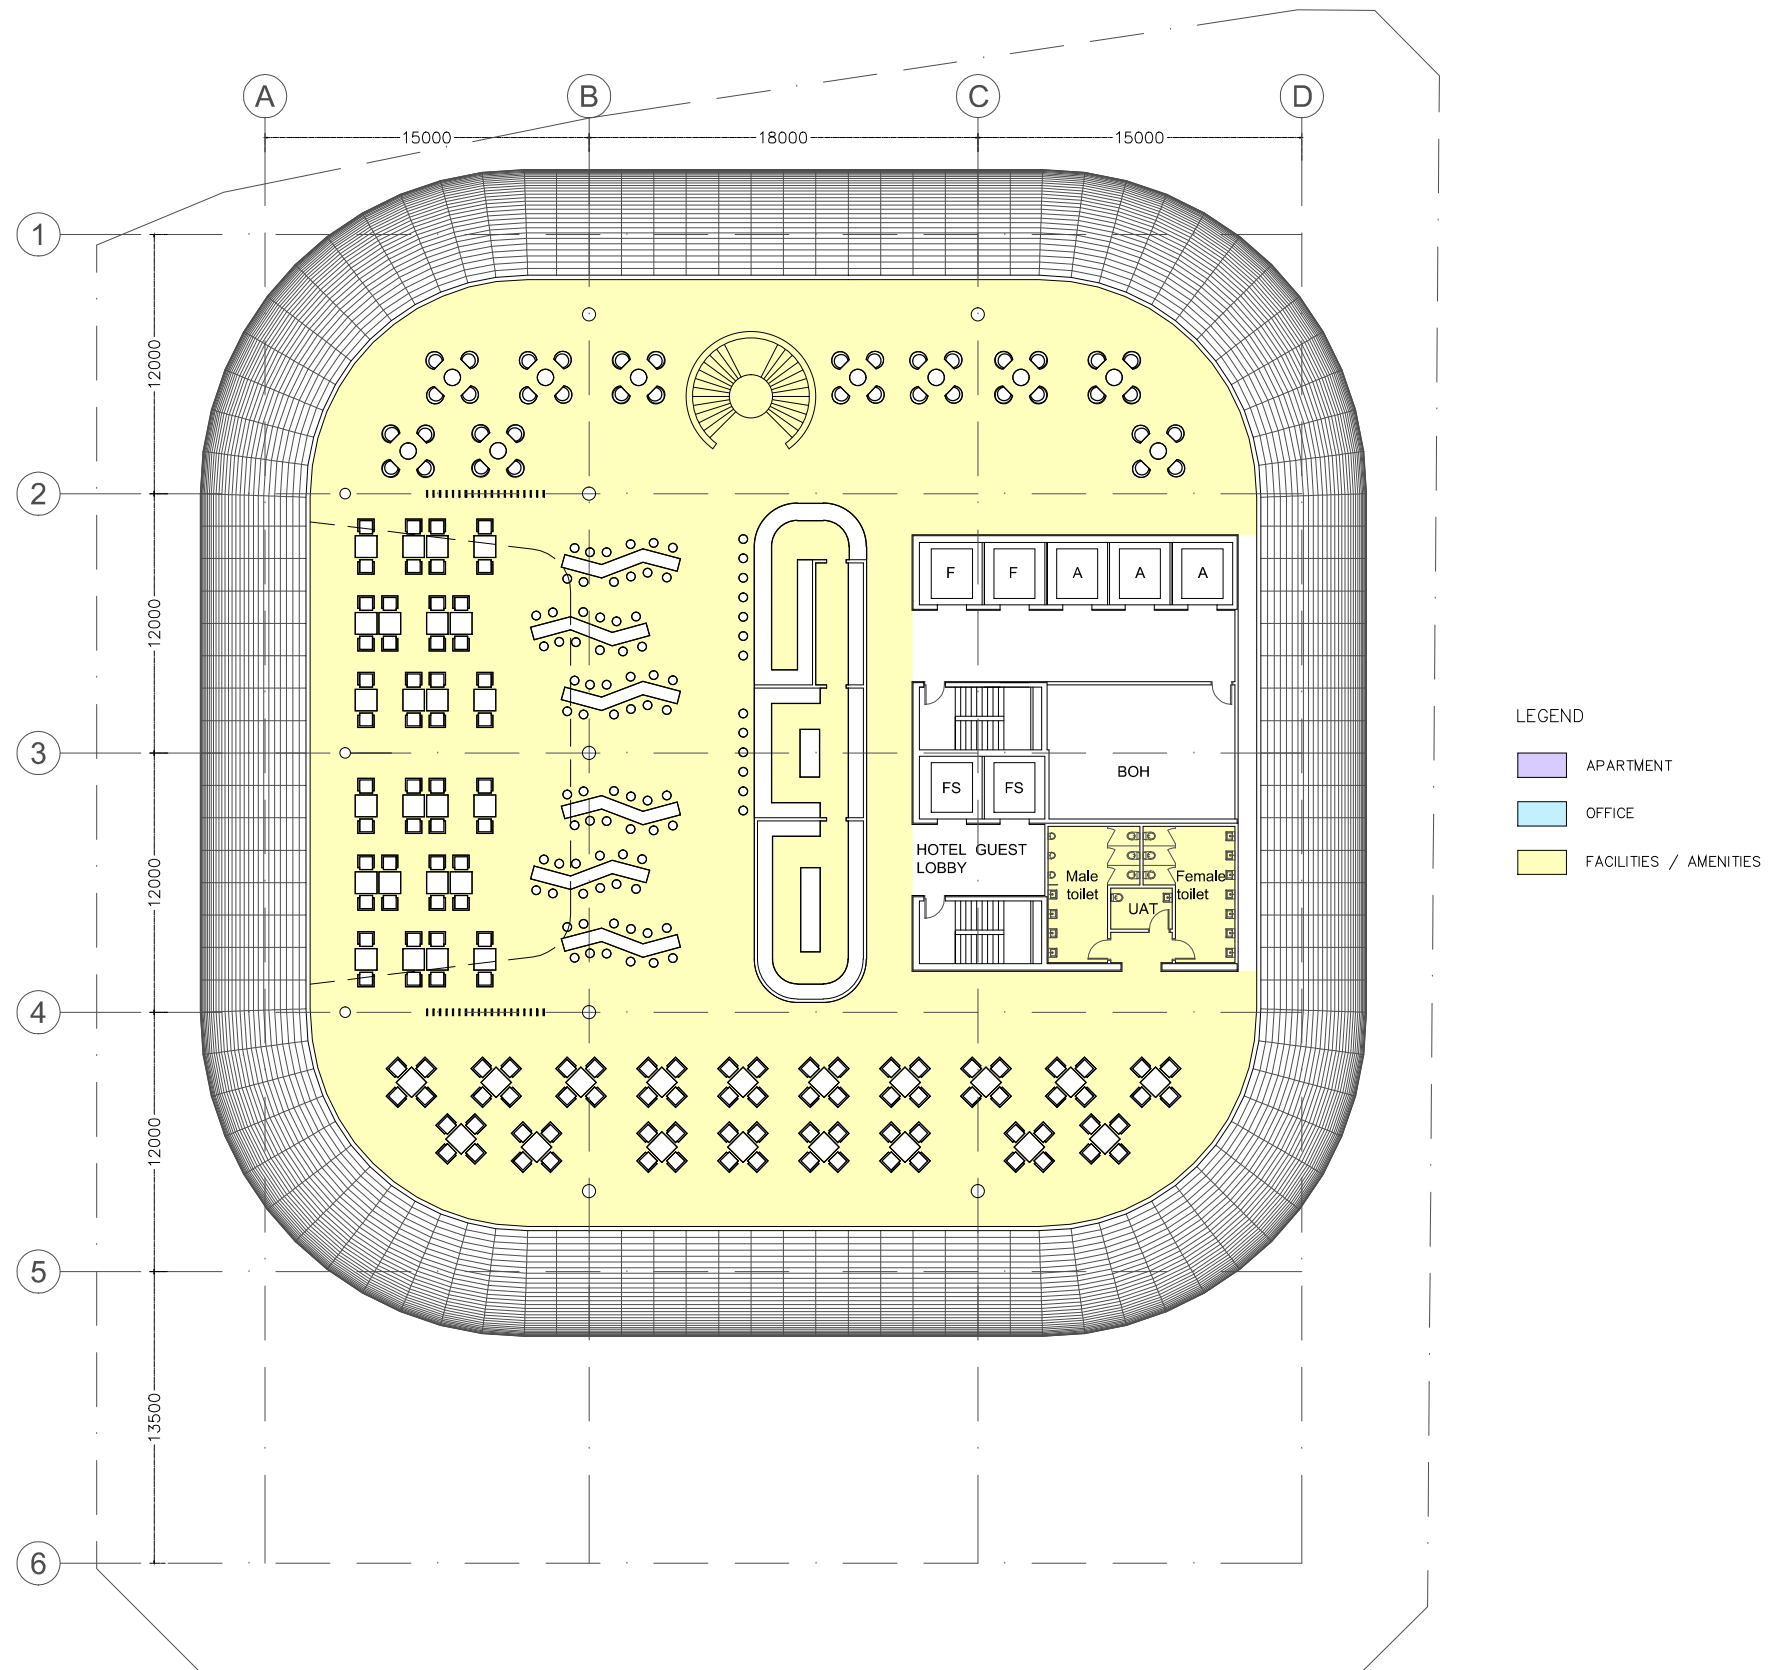 A B C D
15000 18000 15000
1
12000
2
12000
3
12000
4
12000
5
13500
6
F F A A A
FS FS
BOH
HOTEL GUEST
LOBBY
Male
toilet
Female
toilet
UAT
LEGEND
APARTMENT
OFFICE
FACILITIES / AMENITIES